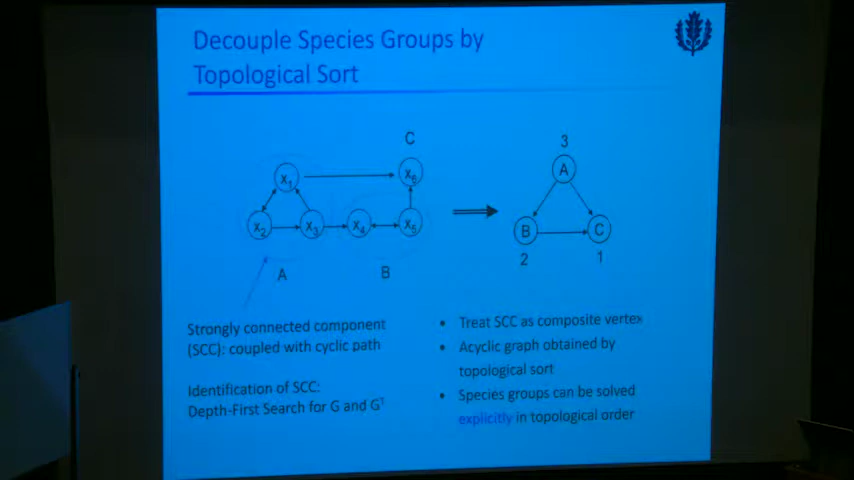 Decouple Species Groups by
Topological Sort
C
X1
X6
X2
X3
X4
X5
A
B
3
A
B
C
2
1
Strongly connected component
(SCC): coupled with cyclic path
Identification of SCC:
Depth-First Search for G and G^T
• Treat SCC as composite vertex
• Acyclic graph obtained by
topological sort
• Species groups can be solved
explicitly in topological order